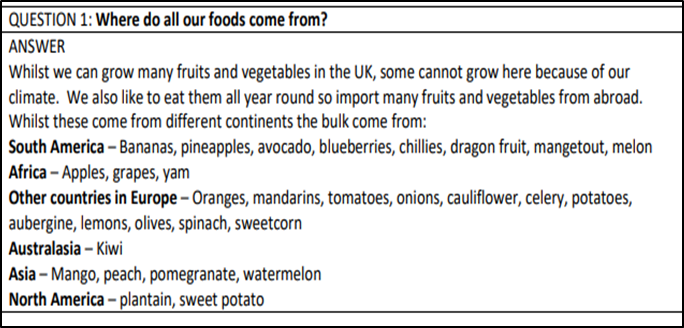 QUESTION 1: Where do all our foods come from?
ANSWER
Whilst we can grow many fruits and vegetables in the UK, some cannot grow here because of our
climate.  We also like to eat them all year round so import many fruits and vegetables from abroad.
Whilst these come from different continents the bulk come from:
South America – Bananas, pineapples, avocado, blueberries, chillies, dragon fruit, mangetout, melon
Africa – Apples, grapes, yam
Other countries in Europe – Oranges, mandarins, tomatoes, onions, cauliflower, celery, potatoes,
aubergine, lemons, olives, spinach, sweetcorn
Australasia – Kiwi
Asia – Mango, peach, pomegranate, watermelon
North America – plantain, sweet potato